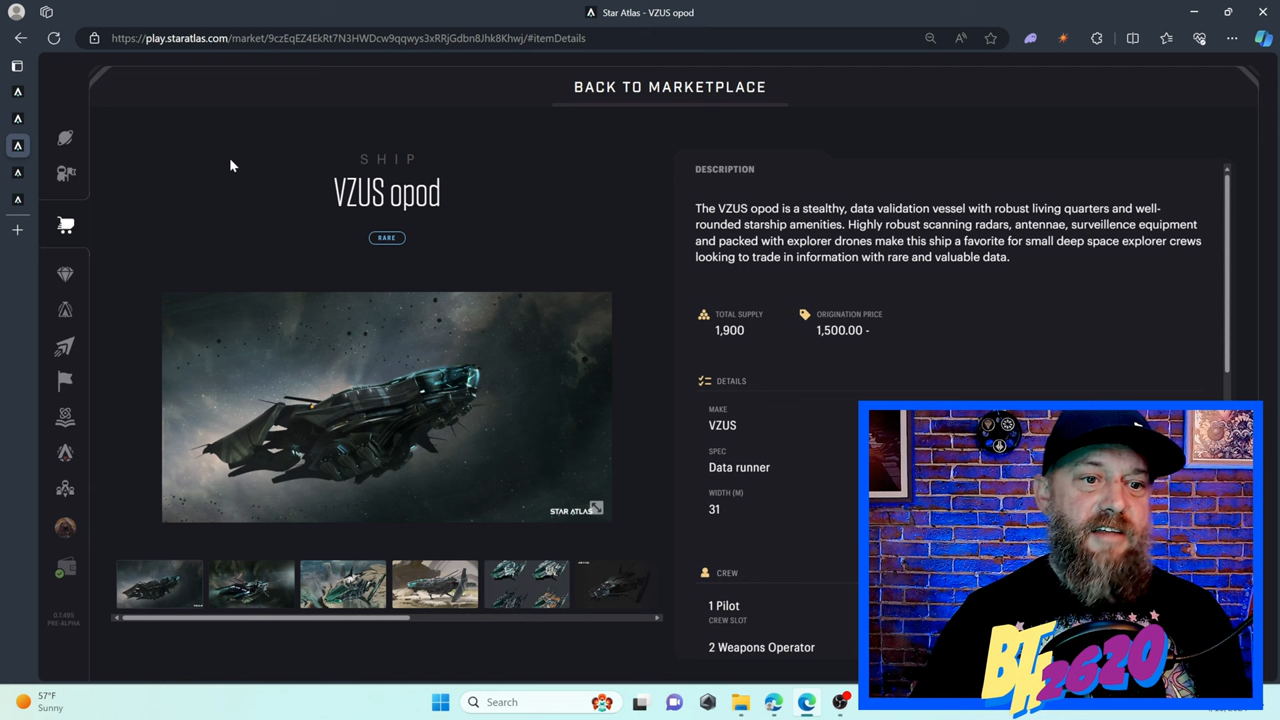 Star Atlas - VZUS opod
https://play.staratlas.com/market/9czEqEZ4EkRt7N3HWDcw9qqwys3xRRjGdbn8Jhk8Khwj/#itemDetails
BACK TO MARKETPLACE
SHIP
VZUS opod
RARE
STAR ATLAS
DESCRIPTION
The VZUS opod is a stealthy, data validation vessel with robust living quarters and well-
rounded starship amenities. Highly robust scanning radars, antennae, surveillence equipment
and packed with explorer drones make this ship a favorite for small deep space explorer crews
looking to trade in information with rare and valuable data.
TOTAL SUPPLY
1,900
ORIGINATION PRICE
1,500.00 -
DETAILS
MAKE
VZUS
SPEC
Data runner
WIDTH (M)
31
CREW
1 Pilot
CREW SLOT
2 Weapons Operator
0.7.495
PRE-ALPHA
BTH
2620
57°F
Sunny
Search